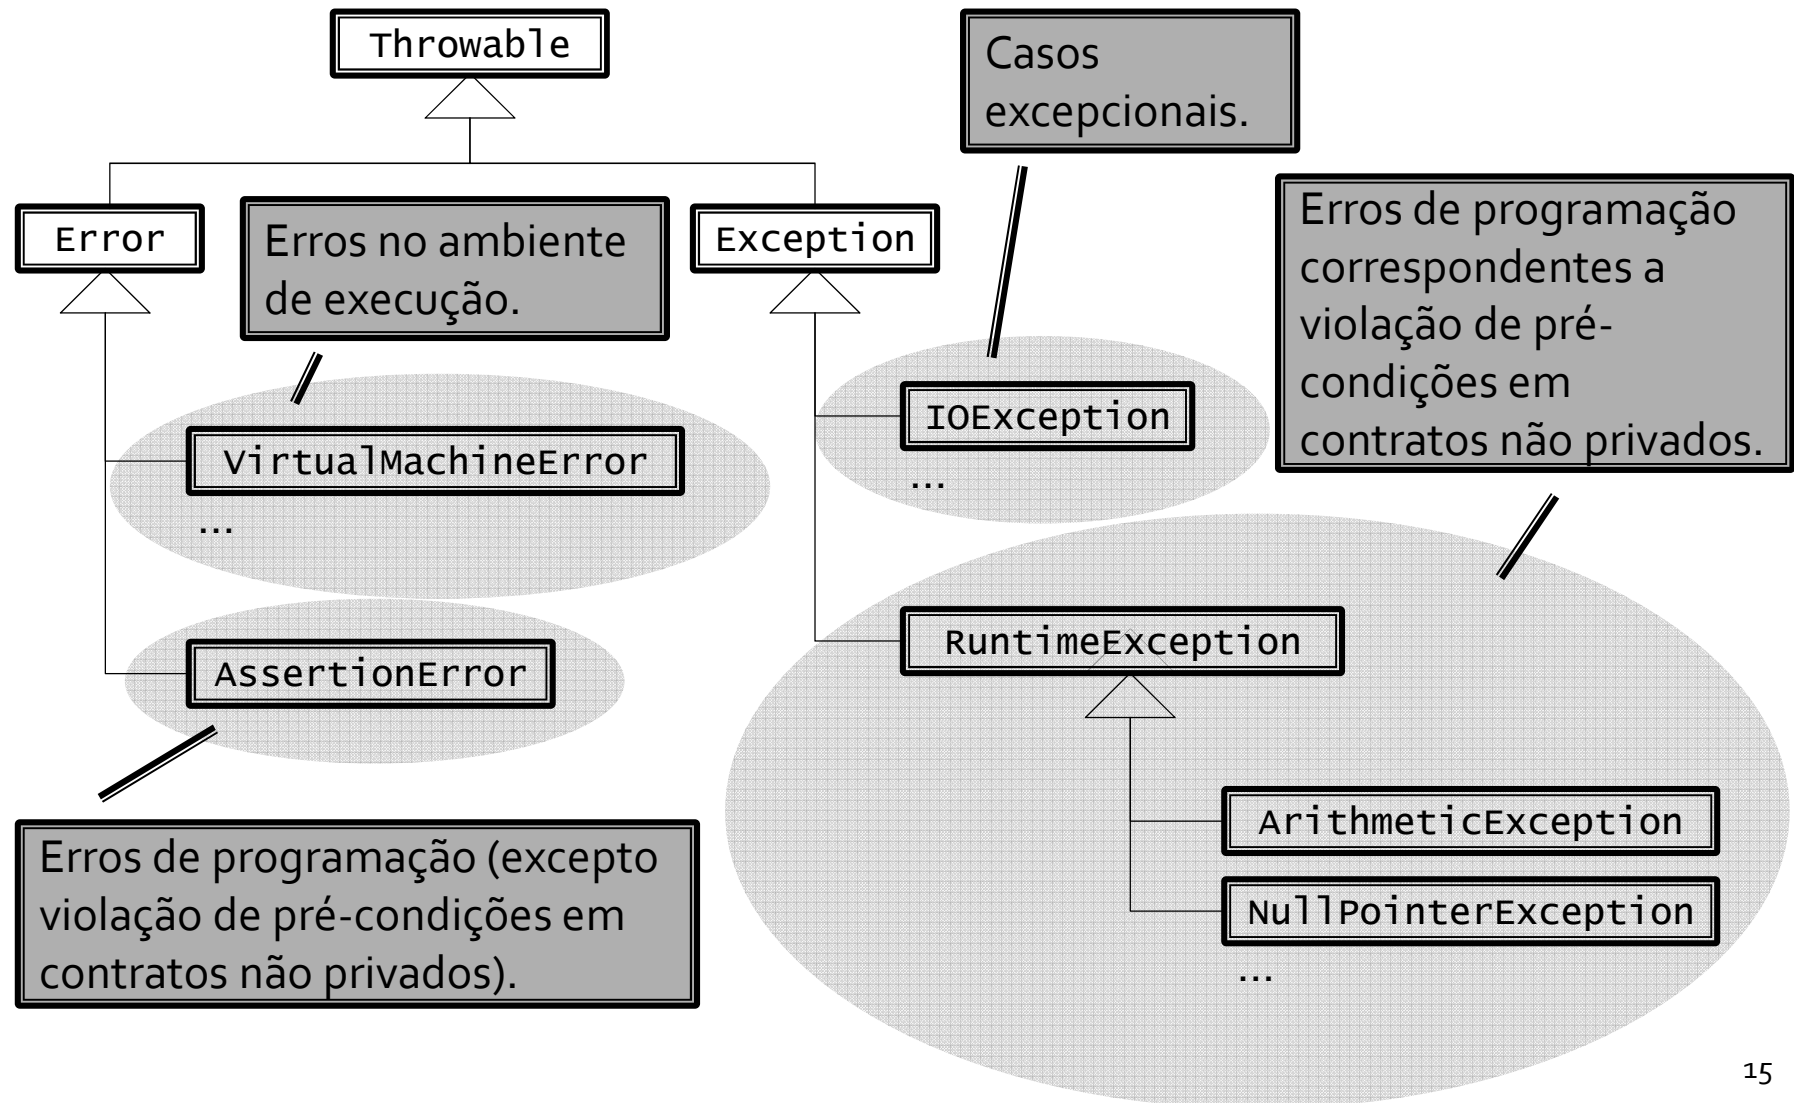 Throwable
Casos
excepcionais.
Error
Erros no ambiente
de execução.
Exception
Erros de programação
correspondentes a
violação de pré-
condições em
contratos não privados.
VirtualMachineError
...
IOException
...
AssertionError
RuntimeException
Erros de programação (excepto
violação de pré-condições em
contratos não privados).
ArithmeticException
NullPointerException
...
15